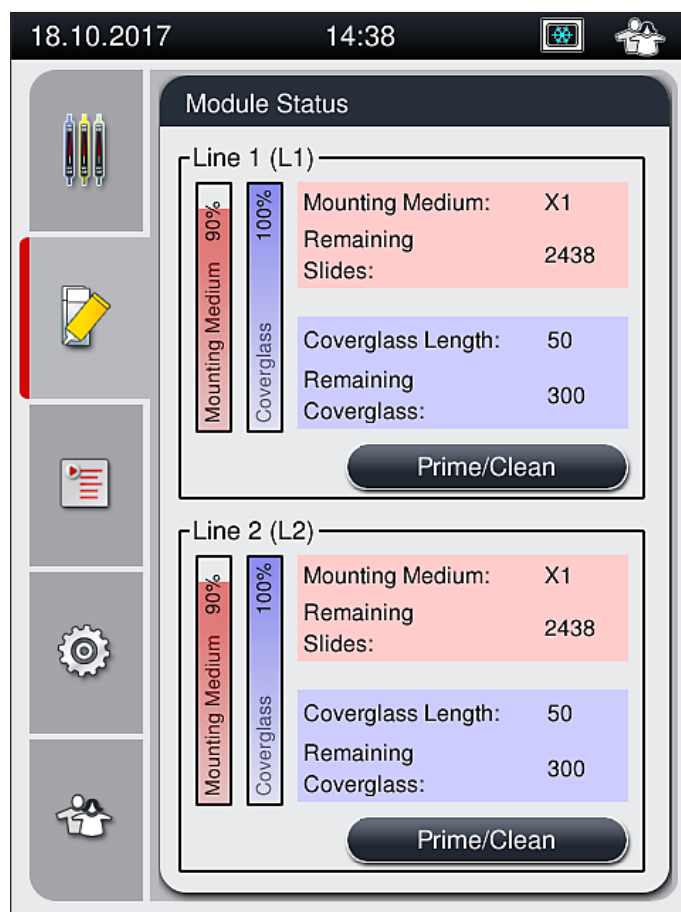 18.10.2017 14:38
Module Status
Line 1 (L1)
Mounting Medium 90%
Coverglass 100%
Mounting Medium: X1
Remaining
Slides: 2438
Coverglass Length: 50
Remaining
Coverglass: 300
Prime/Clean
Line 2 (L2)
Mounting Medium 90%
Coverglass 100%
Mounting Medium: X1
Remaining
Slides: 2438
Coverglass Length: 50
Remaining
Coverglass: 300
Prime/Clean